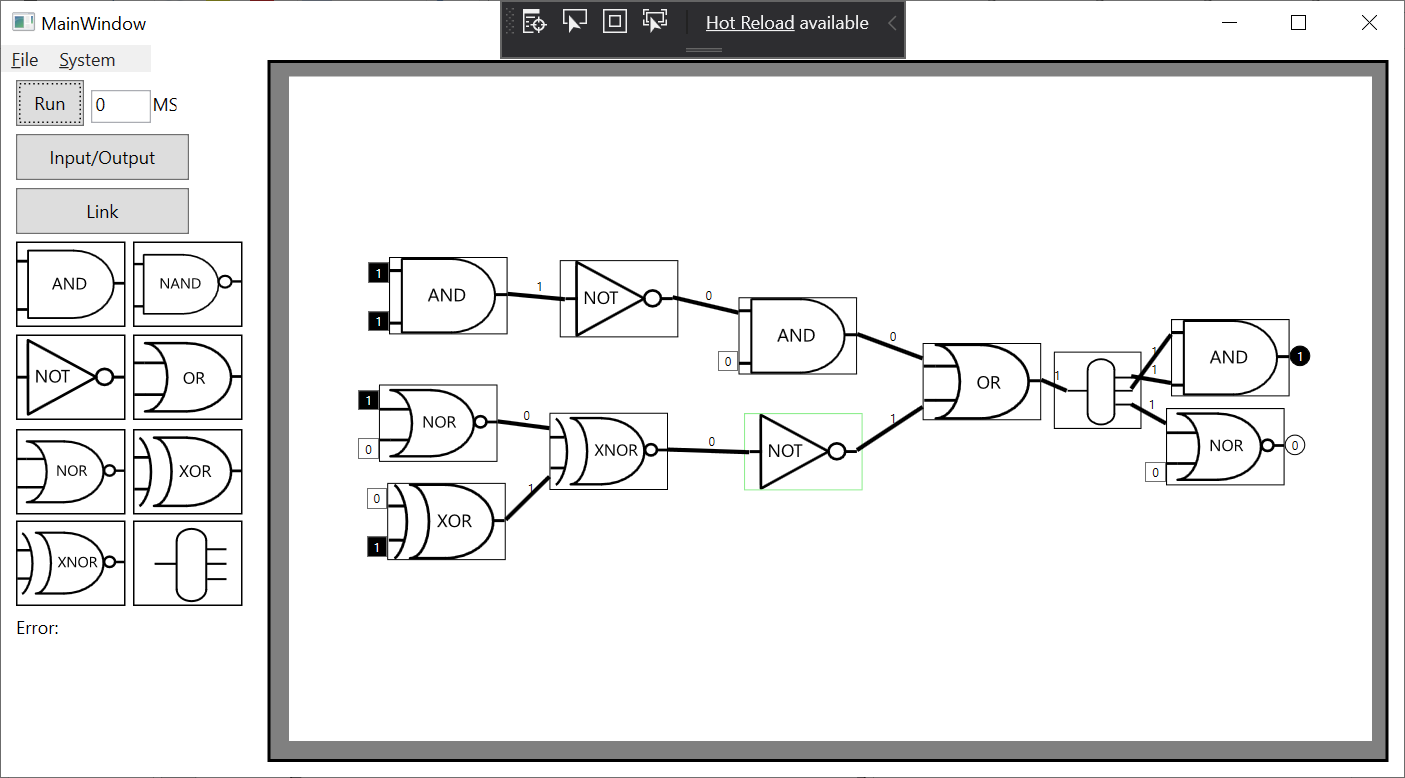 MainWindow
Hot Reload available
File System
Run 0 MS
Input/Output
Link
AND NAND
NOT OR
NOR XOR
XNOR
Error:
1
1
AND
1
NOT
0
0
AND
0
1
0
NOR
0
0
1
XOR
1
XNOR
0
NOT
1
OR
1
1
1
1
AND
1
0
NOR
0